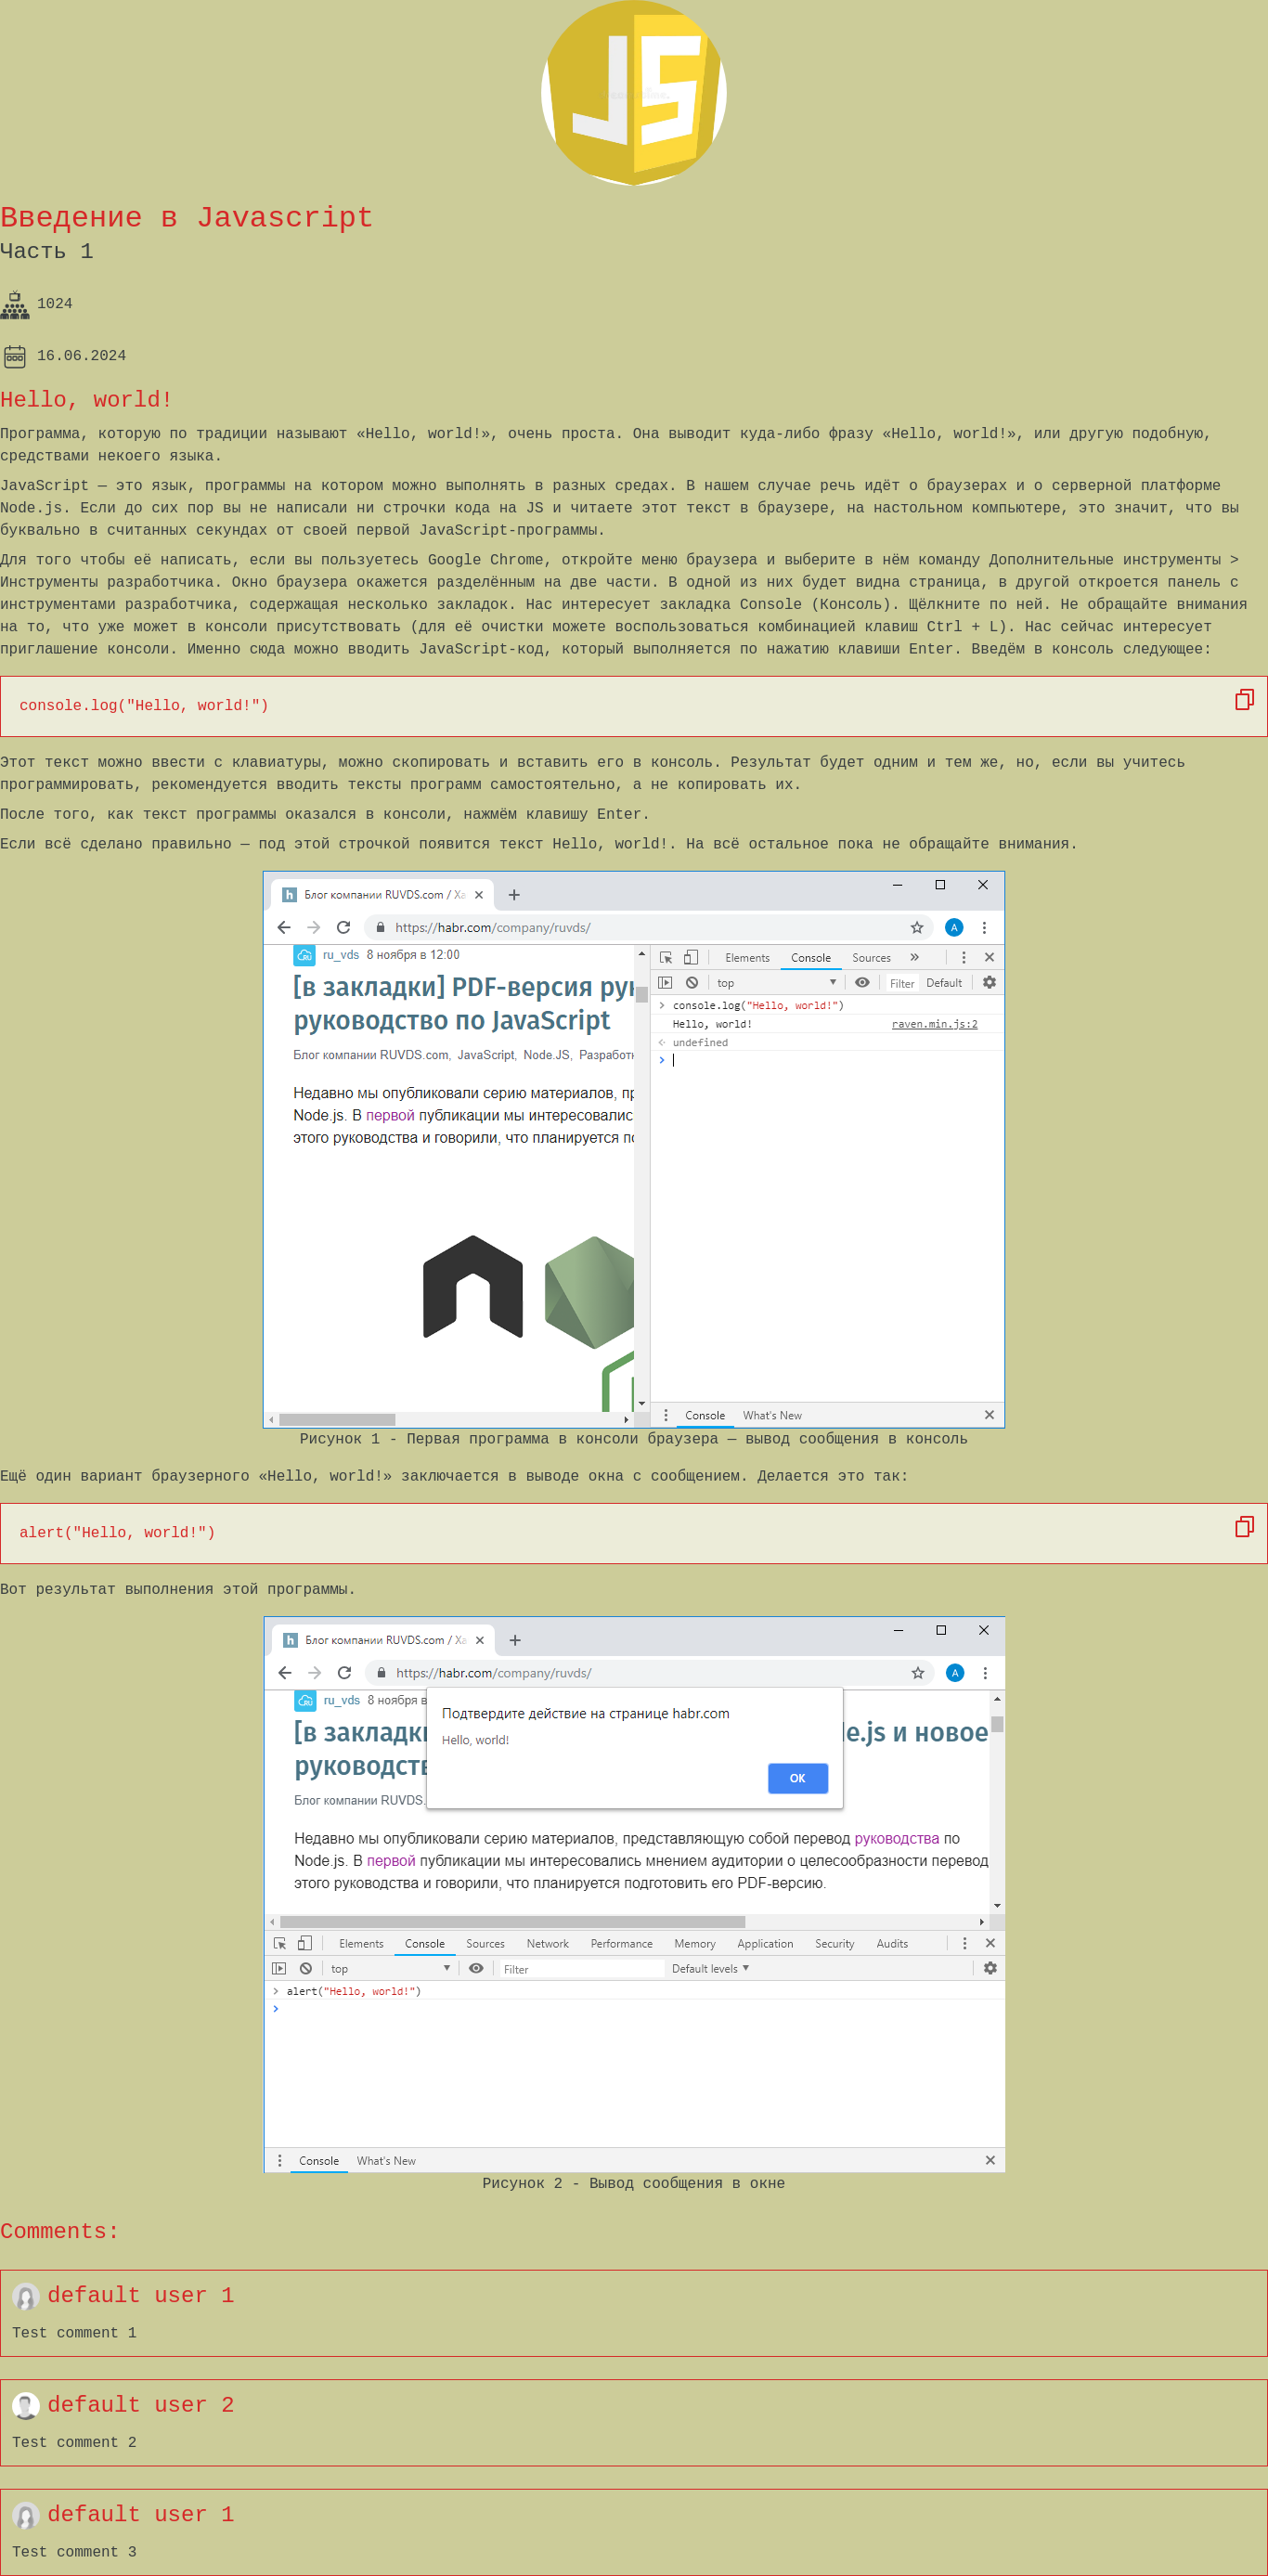 JS
Введение в Javascript
Часть 1
1024
16.06.2024
Hello, world!
Программа, которую по традиции называют «Hello, world!», очень проста. Она выводит куда-либо фразу «Hello, world!», или другую подобную,
средствами некоего языка.
JavaScript — это язык, программы на котором можно выполнять в разных средах. В нашем случае речь идёт о браузерах и о серверной платформе
Node.js. Если до сих пор вы не написали ни строчки кода на JS и читаете этот текст в браузере, на настольном компьютере, это значит, что вы
буквально в считанных секундах от своей первой JavaScript-программы.
Для того чтобы её написать, если вы пользуетесь Google Chrome, откройте меню браузера и выберите в нём команду Дополнительные инструменты >
Инструменты разработчика. Окно браузера окажется разделённым на две части. В одной из них будет видна страница, в другой откроется панель с
инструментами разработчика, содержащая несколько закладок. Нас интересует закладка Console (Консоль). Щёлкните по ней. Не обращайте внимания
на то, что уже может в консоли присутствовать (для её очистки можете воспользоваться комбинацией клавиш Ctrl + L). Нас сейчас интересует
приглашение консоли. Именно сюда можно вводить JavaScript-код, который выполняется по нажатию клавиши Enter. Введём в консоль следующее:
console.log("Hello, world!")
Этот текст можно ввести с клавиатуры, можно скопировать и вставить его в консоль. Результат будет одним и тем же, но, если вы учитесь
программировать, рекомендуется вводить тексты программ самостоятельно, а не копировать их.
После того, как текст программы оказался в консоли, нажмём клавишу Enter.
Если всё сделано правильно — под этой строчкой появится текст Hello, world!. На всё остальное пока не обращайте внимания.
Блог компании RUVDS.com / Ха
https://habr.com/company/ruvds/
A
ru_vds 8 ноября в 12:00
[в закладки] PDF-версия рук
руководство по JavaScript
Блог компании RUVDS.com, JavaScript, Node.JS, Разработк
Недавно мы опубликовали серию материалов, пр
Node.js. В первой публикации мы интересовалис
этого руководства и говорили, что планируется по
Elements Console Sources »
top Filter Default
console.log("Hello, world!")
Hello, world! raven.min.js:2
undefined
Console What's New
Рисунок 1 - Первая программа в консоли браузера — вывод сообщения в консоль
Ещё один вариант браузерного «Hello, world!» заключается в выводе окна с сообщением. Делается это так:
alert("Hello, world!")
Вот результат выполнения этой программы.
Блог компании RUVDS.com / Ха
https://habr.com/company/ruvds/
A
ru_vds 8 ноября в
Подтвердите действие на странице habr.com
Hello, world!
OK
[в закладки de.js и новое
руководств
Блог компании RUVDS.
Недавно мы опубликовали серию материалов, представляющую собой перевод руководства по
Node.js. В первой публикации мы интересовались мнением аудитории о целесообразности перевод
этого руководства и говорили, что планируется подготовить его PDF-версию.
Elements Console Sources Network Performance Memory Application Security Audits
top Filter Default levels
alert("Hello, world!")
Console What's New
Рисунок 2 - Вывод сообщения в окне
Comments:
default user 1
Test comment 1
default user 2
Test comment 2
default user 1
Test comment 3